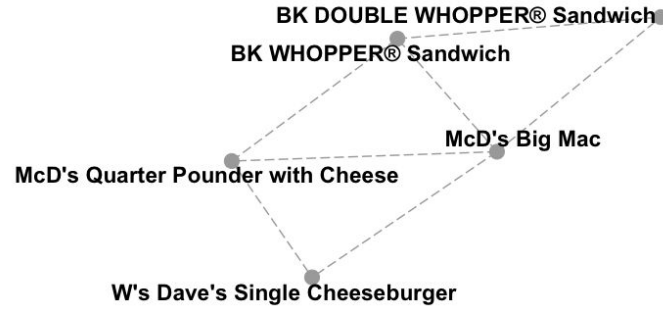 BK DOUBLE WHOPPER® Sandwich
BK WHOPPER® Sandwich
McD's Big Mac
McD's Quarter Pounder with Cheese
W's Dave's Single Cheeseburger